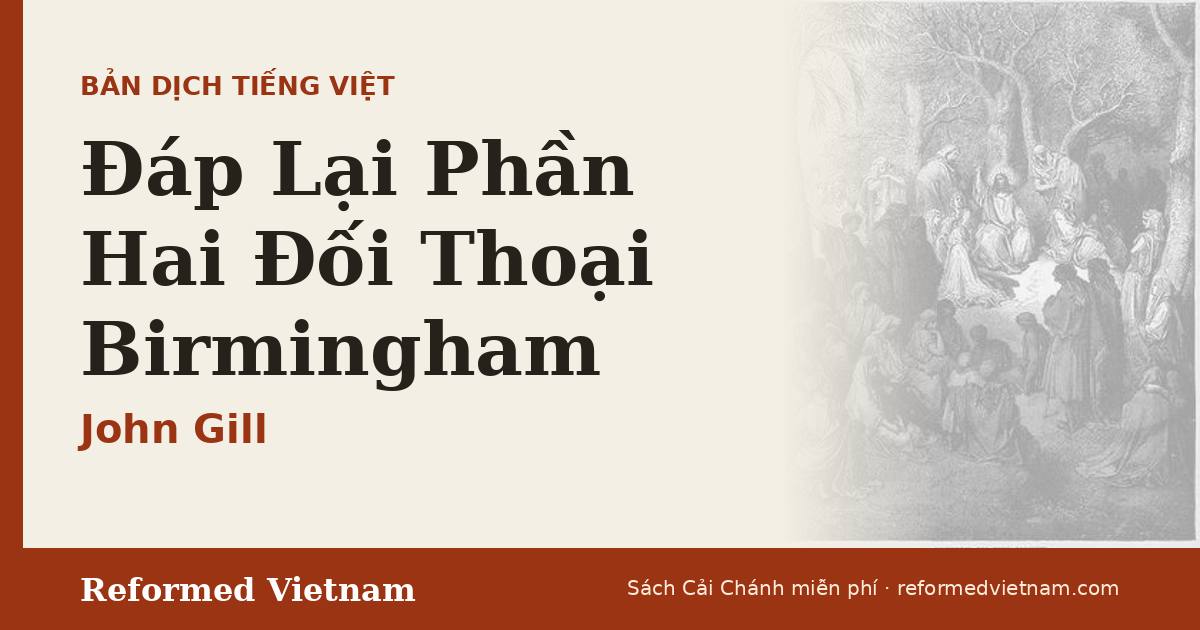 BẢN DỊCH TIẾNG VIỆT
Đáp Lại Phần
Hai Đối Thoại
Birmingham
John Gill
Reformed Vietnam
Sách Cải Chánh miễn phí · reformedvietnam.com